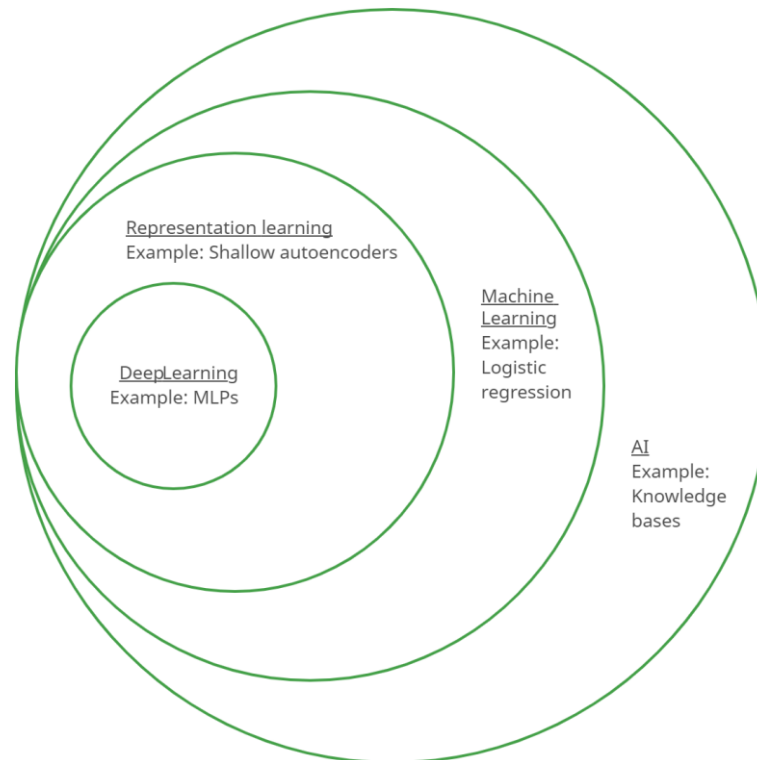 Representation learning
Example: Shallow autoencoders
Machine
Learning
Example:
Logistic
regression
DeepLearning
Example: MLPs
AI
Example:
Knowledge
bases